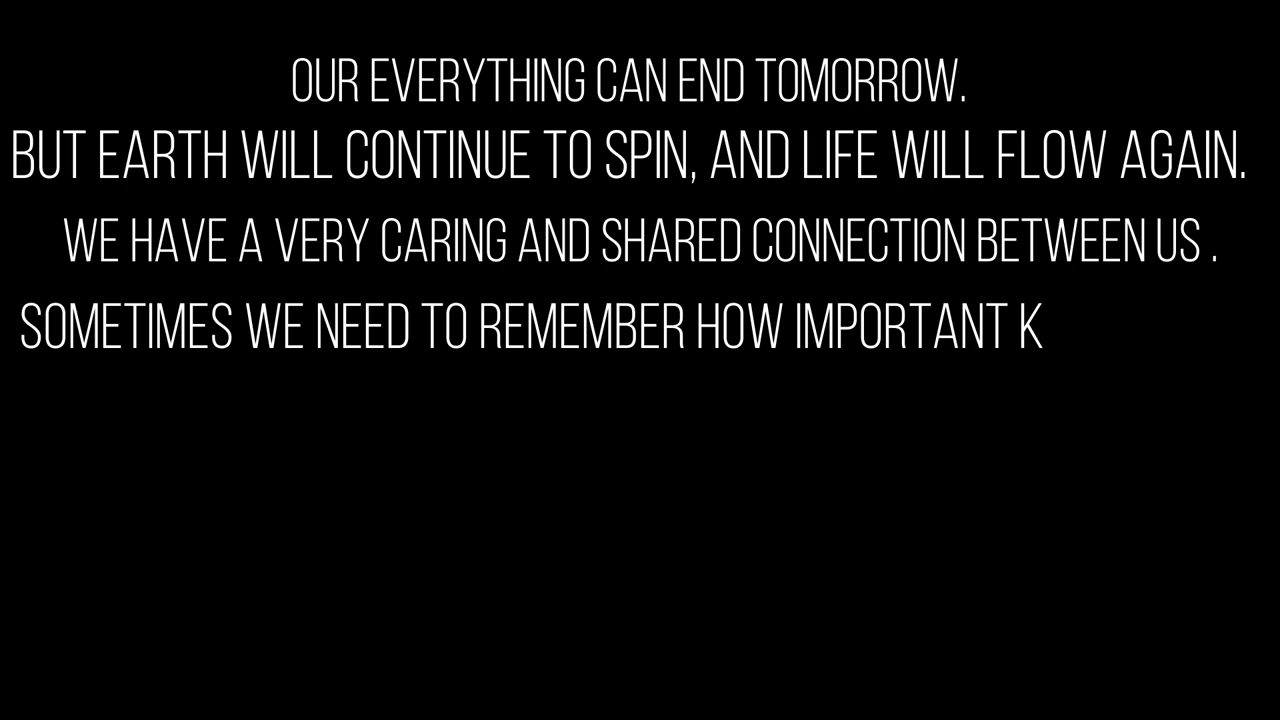 OUR EVERYTHING CAN END TOMORROW.
BUT EARTH WILL CONTINUE TO SPIN, AND LIFE WILL FLOW AGAIN.
WE HAVE A VERY CARING AND SHARED CONNECTION BETWEEN US .
SOMETIMES WE NEED TO REMEMBER HOW IMPORTANT K